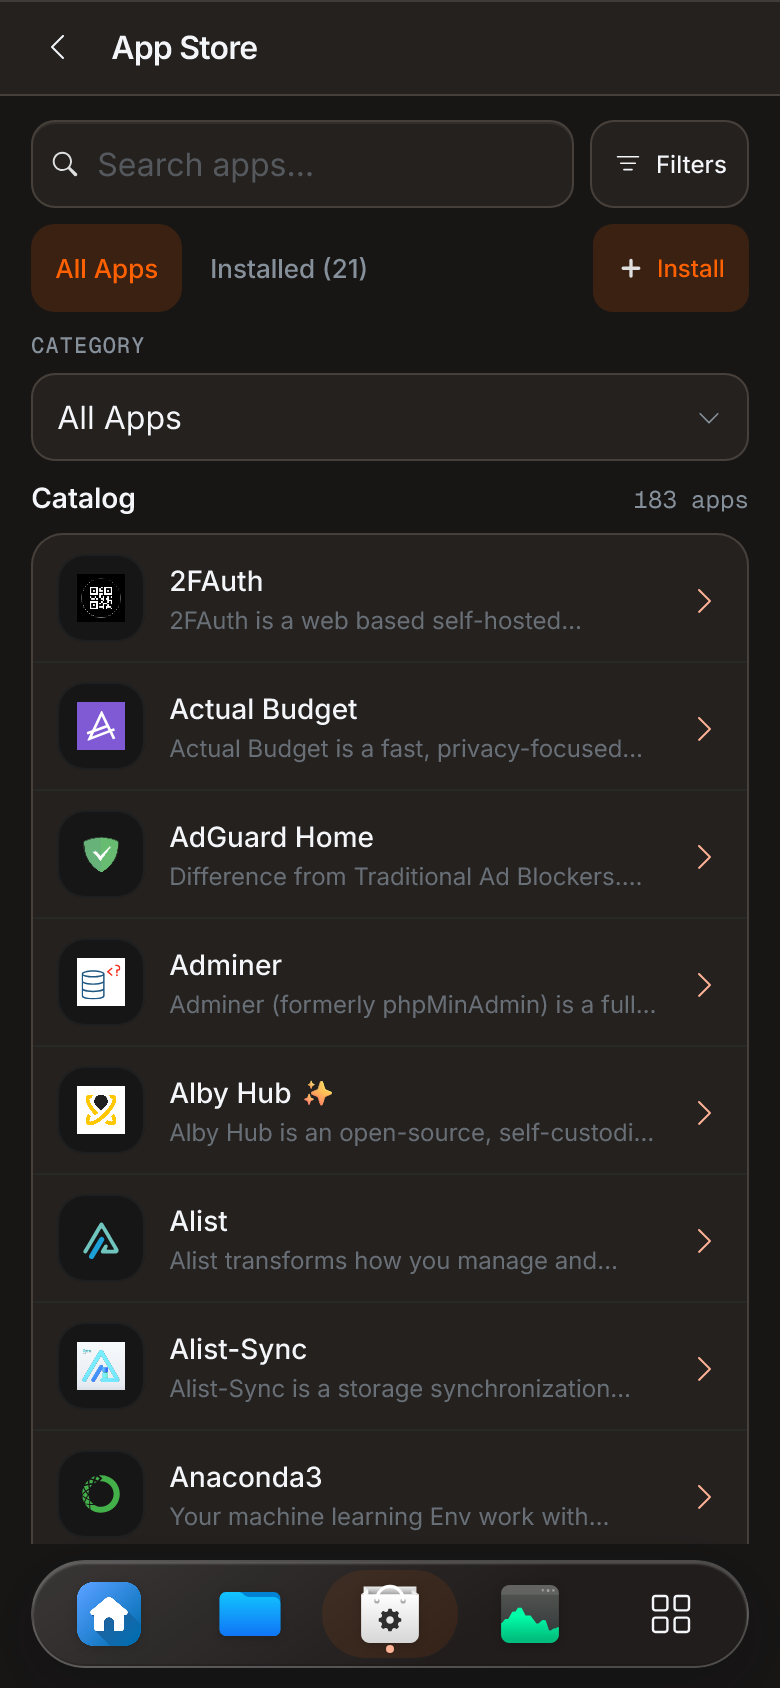 App Store
Search apps...
Filters
All Apps
Installed (21)
Install
CATEGORY
All Apps
Catalog
183 apps
2FAuth
2FAuth is a web based self-hosted...
Actual Budget
Actual Budget is a fast, privacy-focused...
AdGuard Home
Difference from Traditional Ad Blockers....
Adminer
Adminer (formerly phpMinAdmin) is a full...
Alby Hub ✨
Alby Hub is an open-source, self-custodi...
Alist
Alist transforms how you manage and...
Alist-Sync
Alist-Sync is a storage synchronization...
Anaconda3
Your machine learning Env work with...